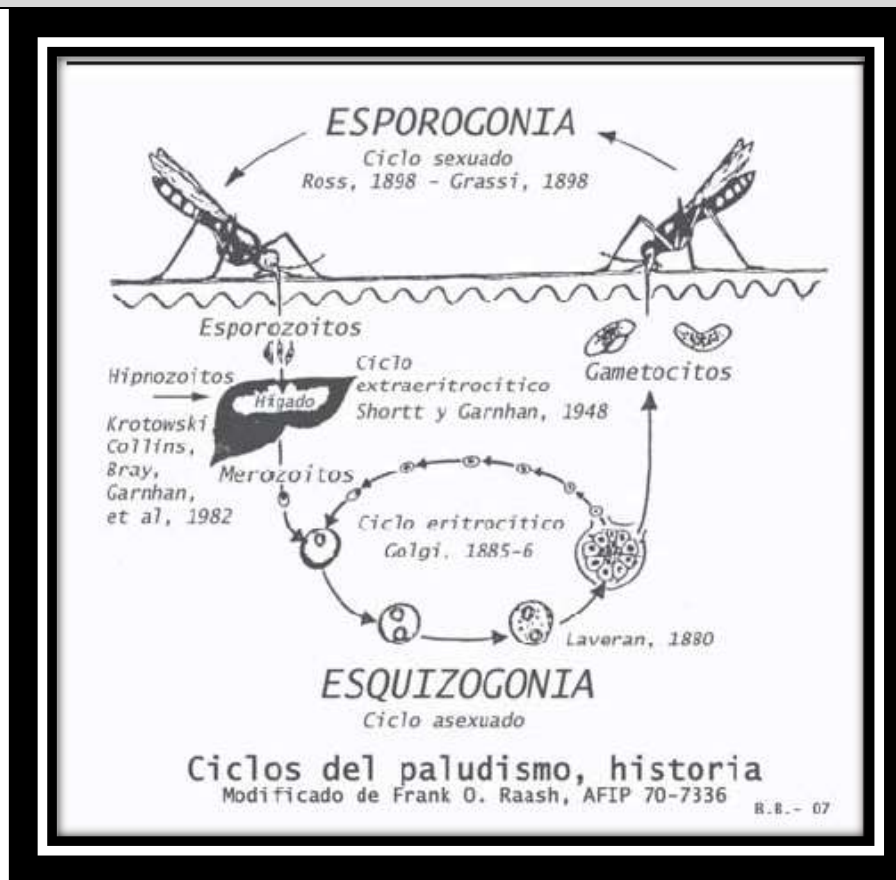 ESPOROGONIA
Ciclo sexuado
Ross, 1898 - Grassi, 1898
Esporozoitos
Hipnozoitos
Krotowski
Collins,
Bray,
Garnhan,
et al, 1982
Hígado
Ciclo
extraeritrocitico
Shortt y Garnhan, 1948
Gametocitos
Merozoitos
Ciclo eritrocitico
Golgi. 1885-6
Laveran, 1880
ESQUIZOGONIA
Ciclo asexuado
Ciclos del paludismo, historia
Modificado de Frank O. Raash, AFIP 70-7336
B.B.- 07